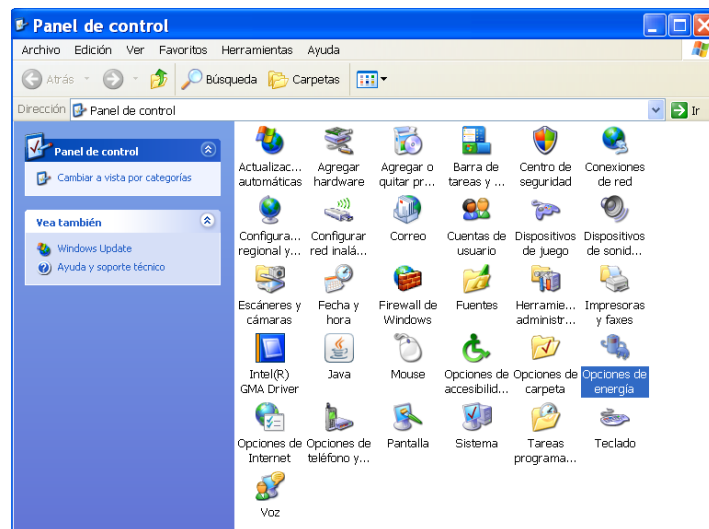 Panel de control
Archivo Edición Ver Favoritos Herramientas Ayuda
Atrás Búsqueda Carpetas
Dirección Panel de control Ir
Panel de control
Cambiar a vista por categorías
Vea también
Windows Update
Ayuda y soporte técnico
Actualizac... automáticas
Agregar hardware
Agregar o quitar pr...
Barra de tareas y ...
Centro de seguridad
Conexiones de red
Configura... regional y...
Configurar red inalá...
Correo
Cuentas de usuario
Dispositivos de juego
Dispositivos de sonid...
Escáneres y cámaras
Fecha y hora
Firewall de Windows
Fuentes
Herramie... administr...
Impresoras y faxes
Intel(R) GMA Driver
Java
Mouse
Opciones de accesibilid...
Opciones de carpeta
Opciones de energía
Opciones de Internet
Opciones de teléfono y...
Pantalla
Sistema
Tareas programa...
Teclado
Voz